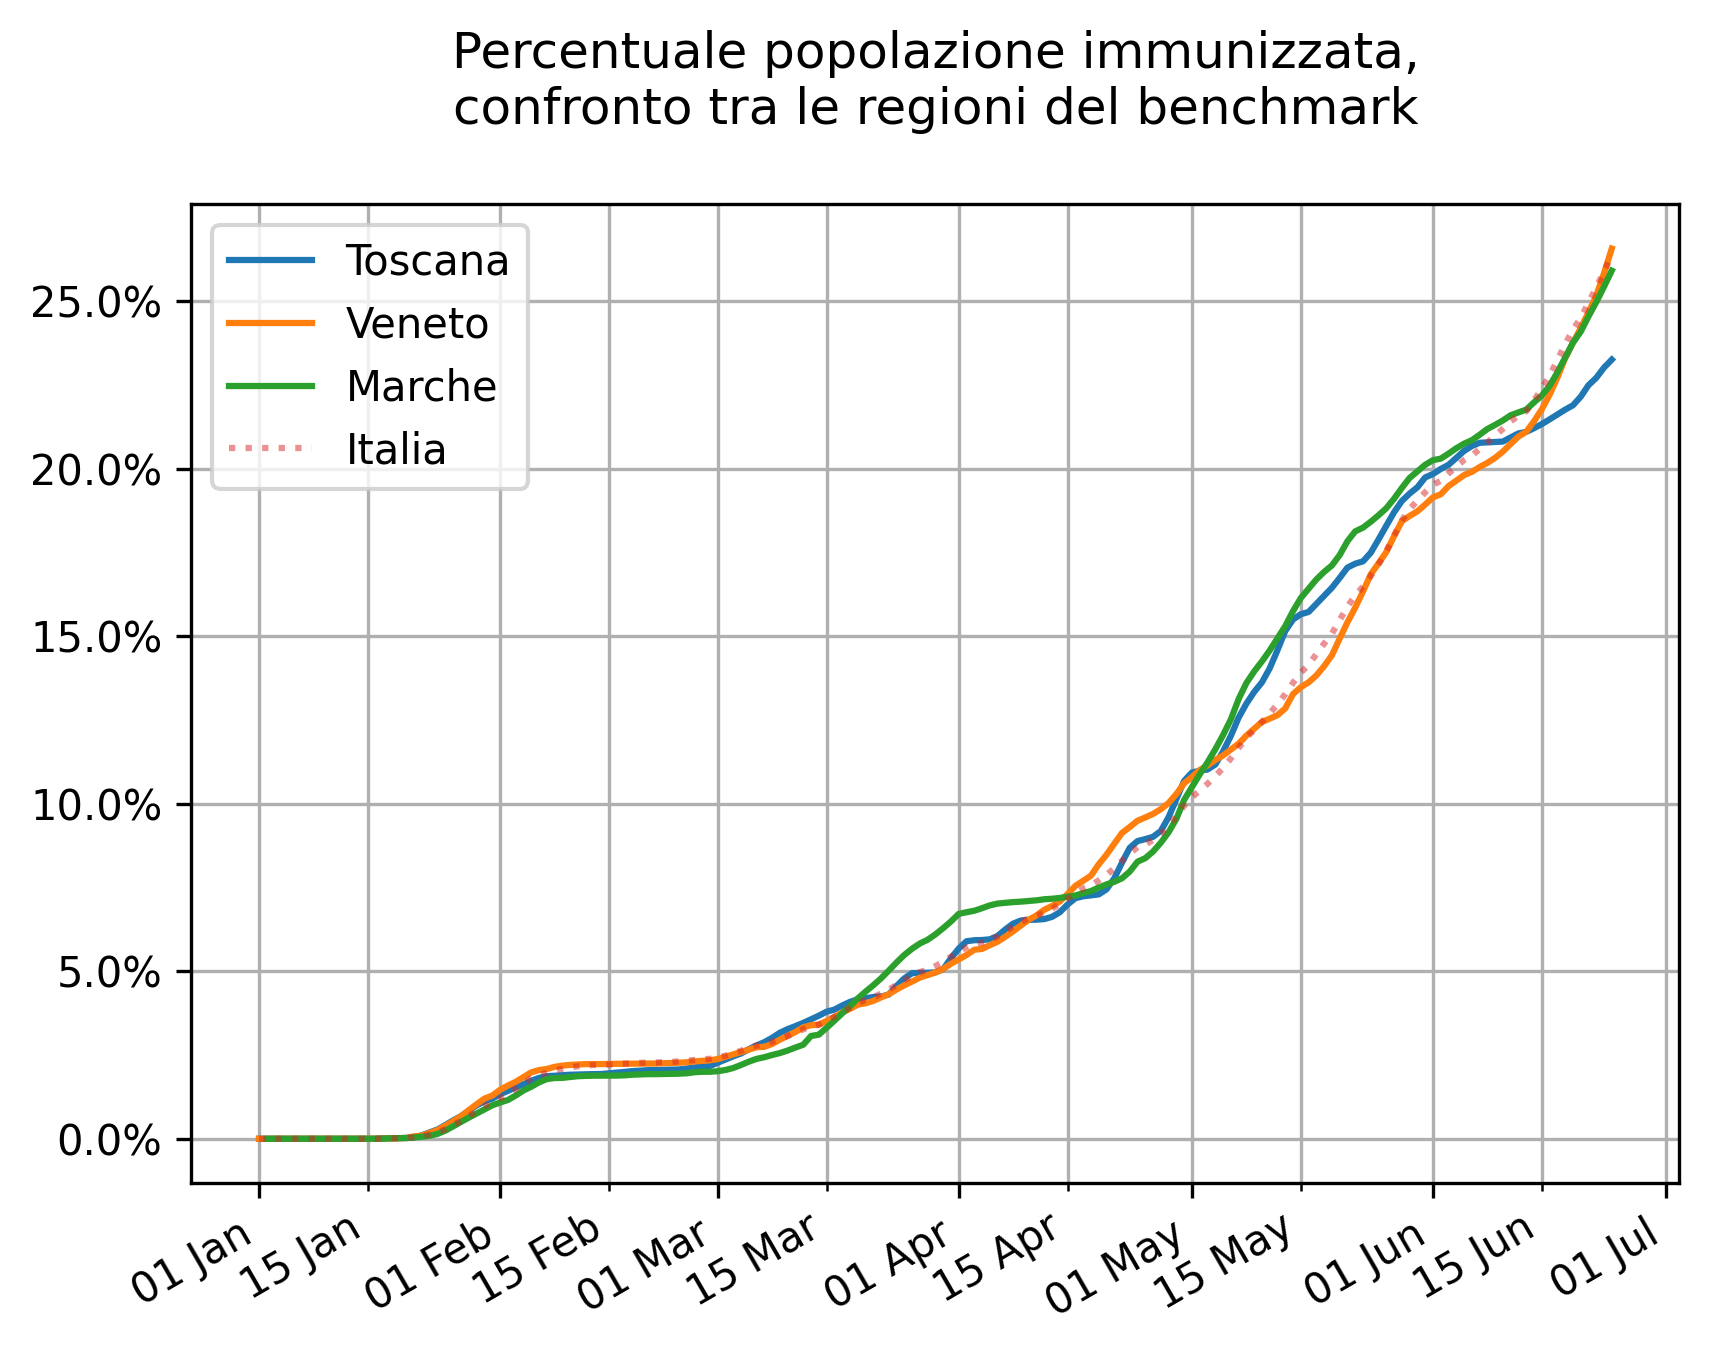 Percentuale popolazione immunizzata,
confronto tra le regioni del benchmark
Toscana
Veneto
Marche
Italia
25.0%
20.0%
15.0%
10.0%
5.0%
0.0%
01 Jan
15 Jan
01 Feb
15 Feb
01 Mar
15 Mar
01 Apr
15 Apr
01 May
15 May
01 Jun
15 Jun
01 Jul